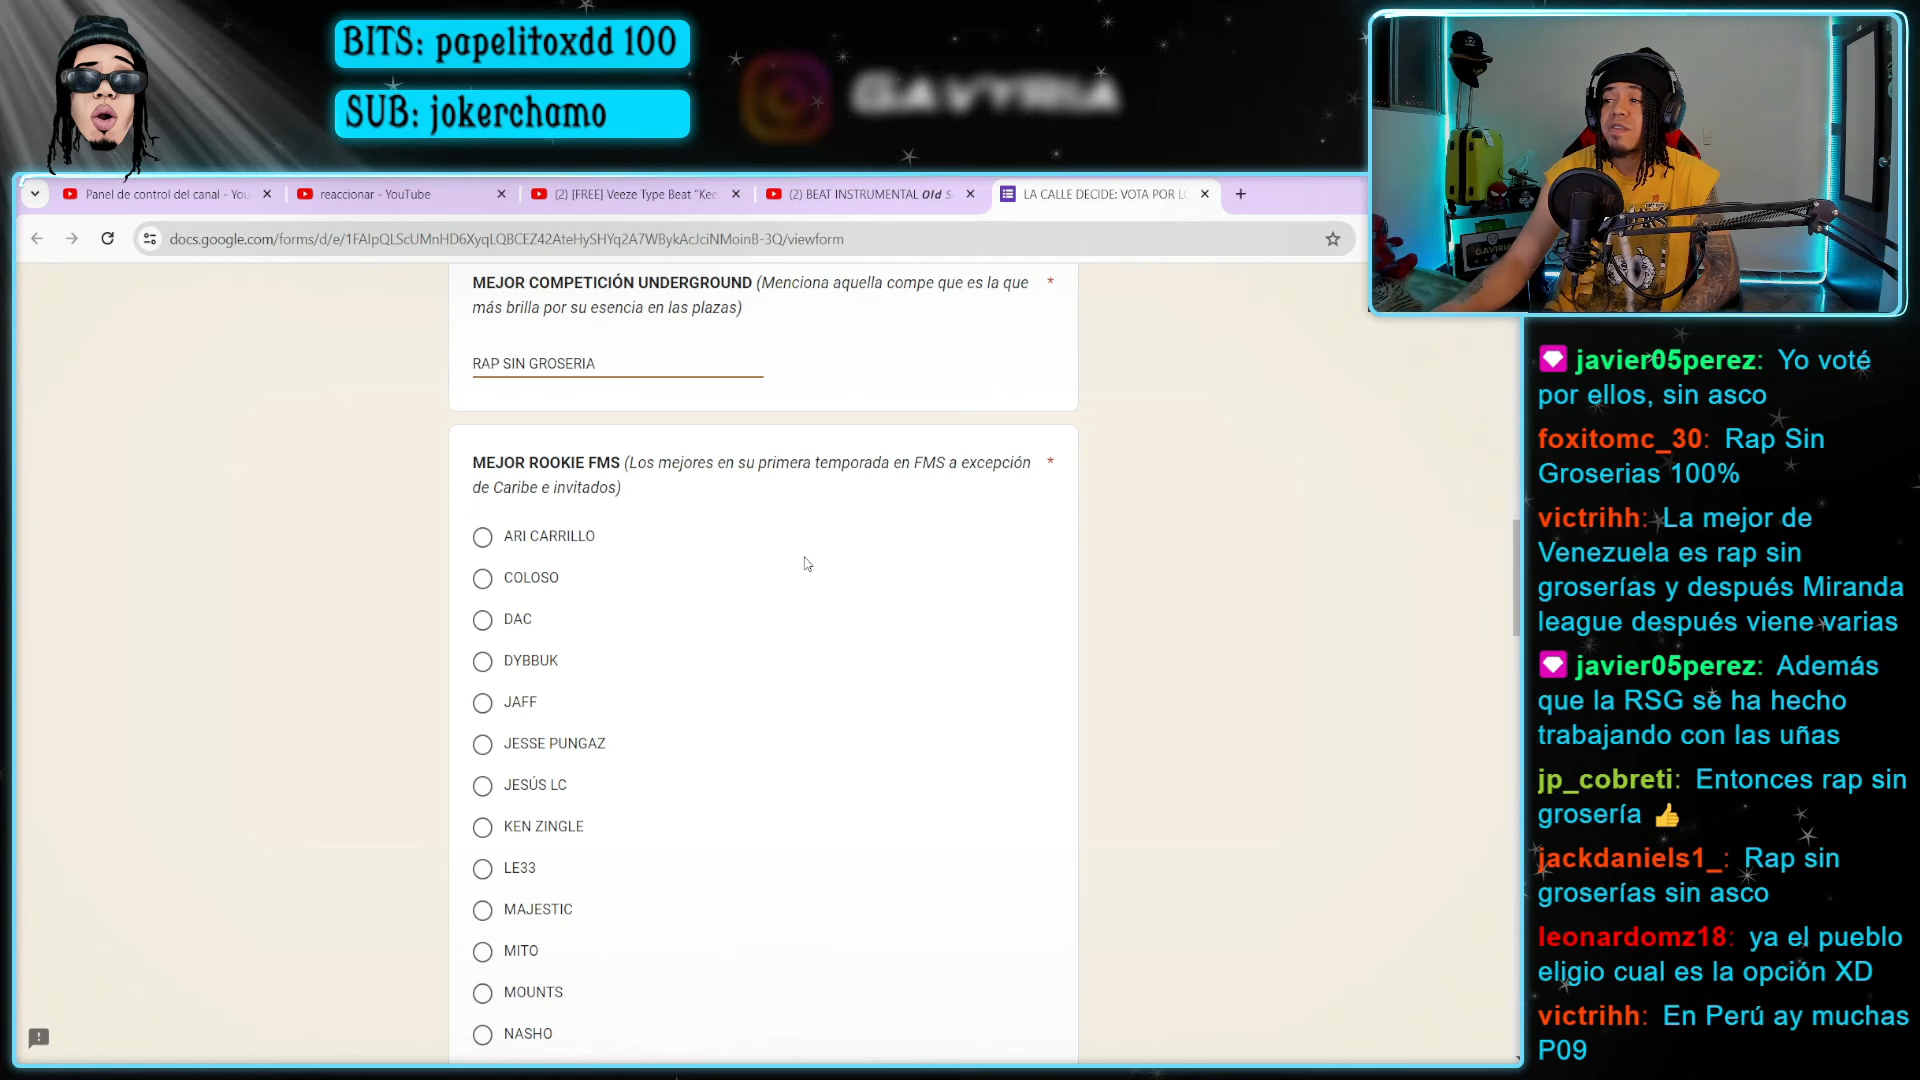 BITS: papelitoxdd 100
SUB: jokerchamo
GAVYRIA
Panel de control del canal - You
reaccionar - YouTube
(2) [FREE] Veeze Type Beat "Kee
(2) BEAT INSTRUMENTAL Old S
LA CALLE DECIDE: VOTA POR LO
docs.google.com/forms/d/e/1FAIpQLScUMnHD6XyqLQBCEZ42AteHySHYq2A7WBykAcJciNMoinB-3Q/viewform
MEJOR COMPETICIÓN UNDERGROUND (Menciona aquella compe que es la que *
más brilla por su esencia en las plazas)
RAP SIN GROSERIA
MEJOR ROOKIE FMS (Los mejores en su primera temporada en FMS a excepción *
de Caribe e invitados)
ARI CARRILLO
COLOSO
DAC
DYBBUK
JAFF
JESSE PUNGAZ
JESÚS LC
KEN ZINGLE
LE33
MAJESTIC
MITO
MOUNTS
NASHO
javier05perez: Yo voté
por ellos, sin asco
foxitomc_30: Rap Sin
Groserias 100%
victrihh: La mejor de
Venezuela es rap sin
groserías y después Miranda
league después viene varias
javier05perez: Además
que la RSG se ha hecho
trabajando con las uñas
jp_cobreti: Entonces rap sin
grosería 👍
jackdaniels1_: Rap sin
groserías sin asco
leonardomz18: ya el pueblo
eligio cual es la opción XD
victrihh: En Perú ay muchas
P09